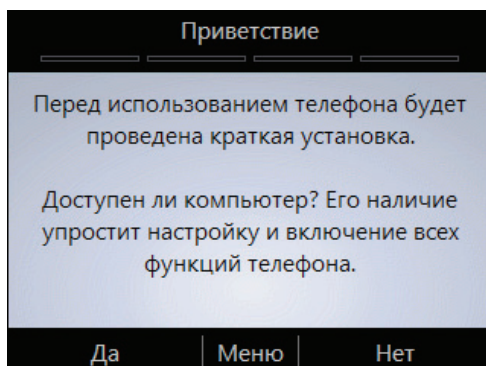 Приветствие
Перед использованием телефона будет
проведена краткая установка.
Доступен ли компьютер? Его наличие
упростит настройку и включение всех
функций телефона.
Да Меню Нет